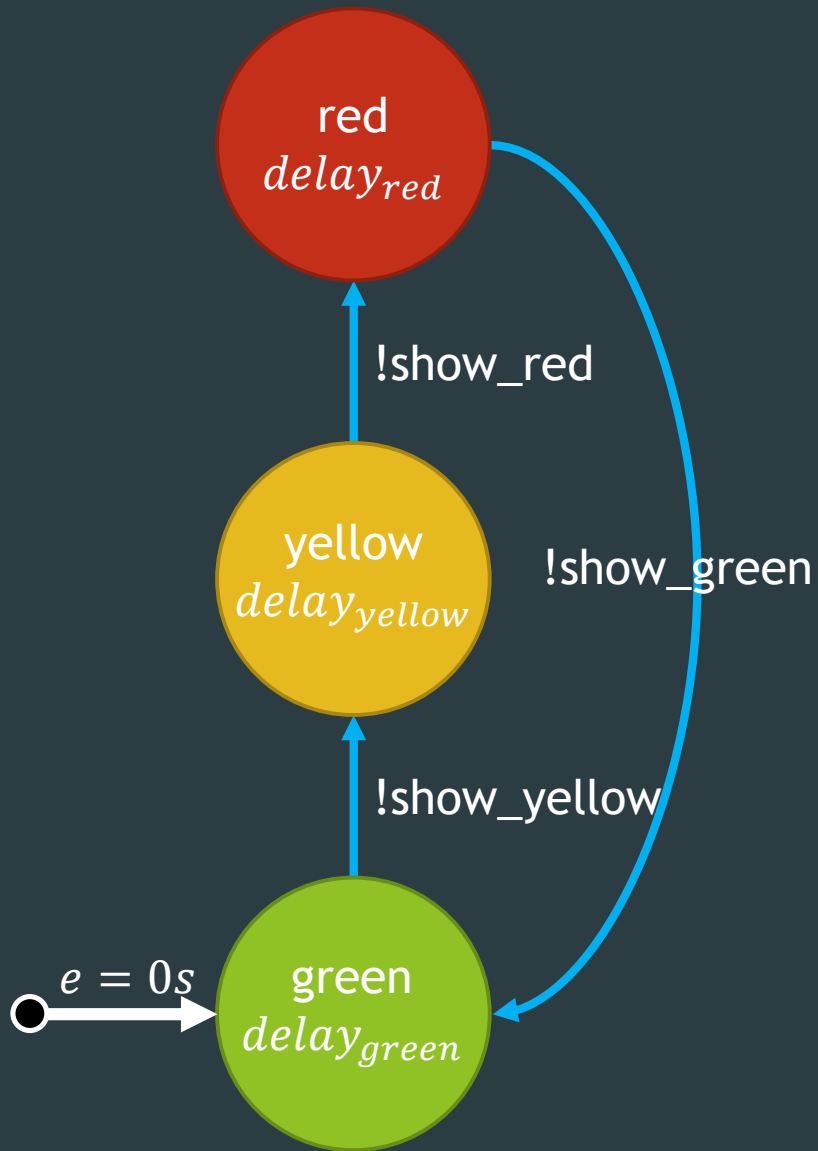 red
delay_red
!show_red
yellow
delay_yellow
!show_green
!show_yellow
e = 0s
green
delay_green